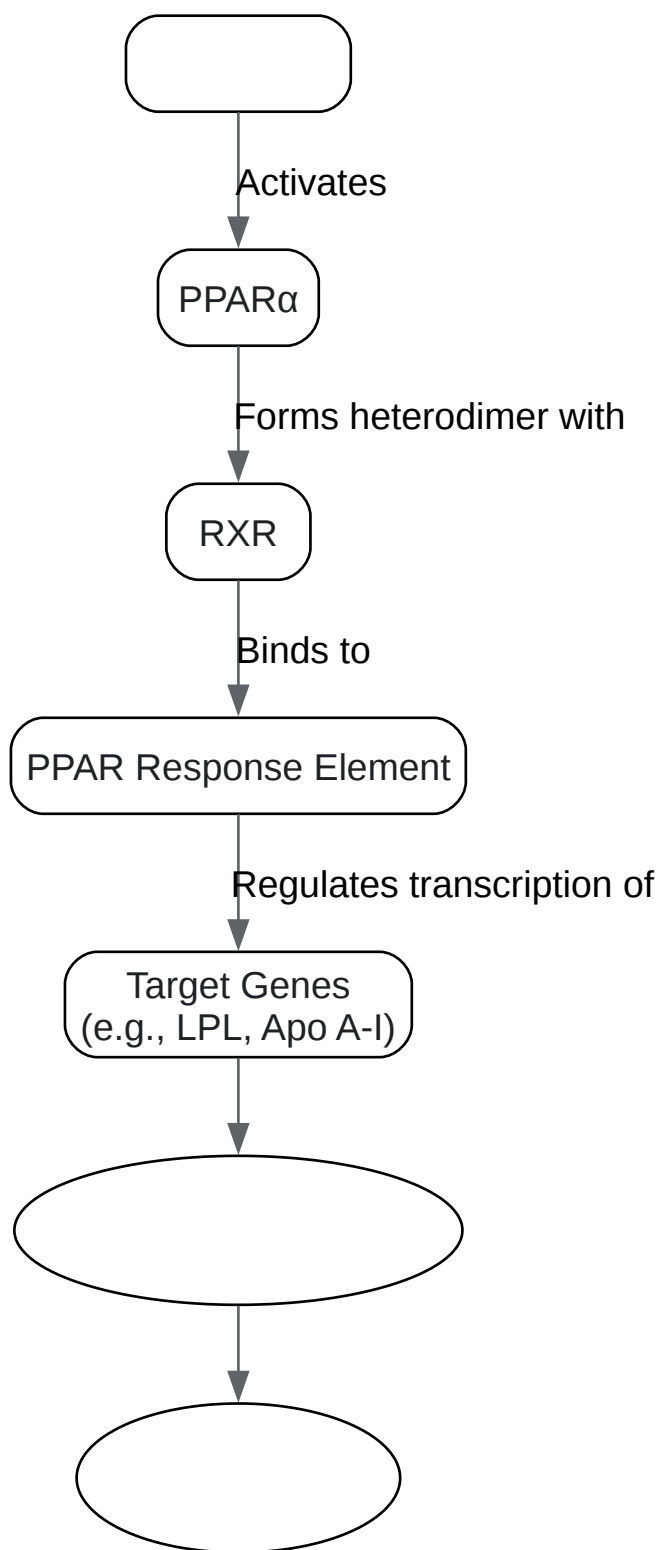 Activates
PPARα
Forms heterodimer with
RXR
Binds to
PPAR Response Element
Regulates transcription of
Target Genes
(e.g., LPL, Apo A-I)